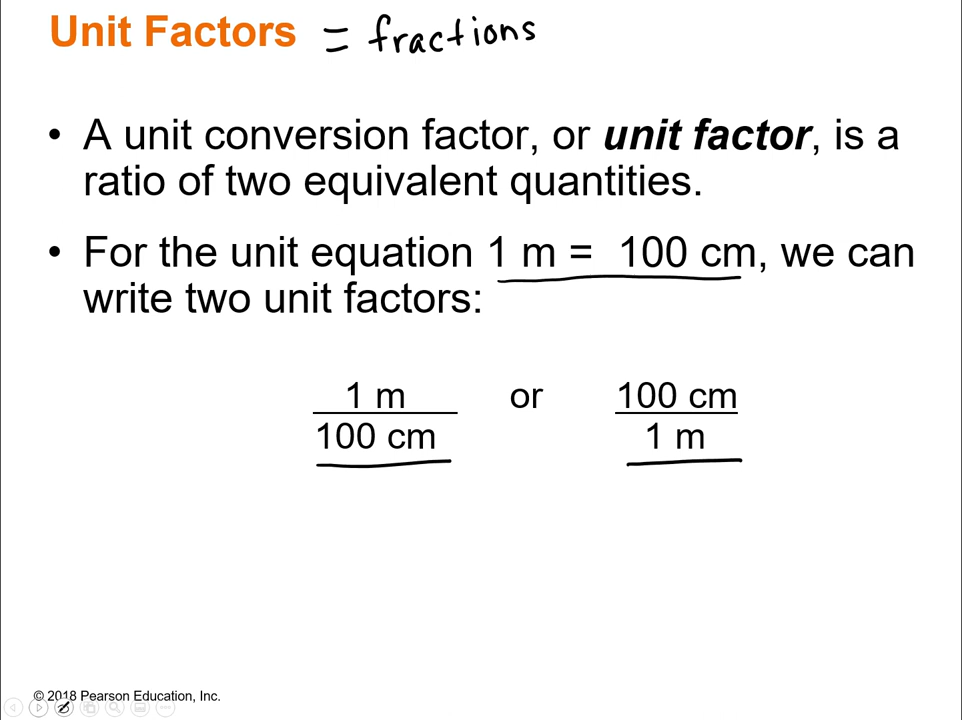 Unit Factors = fractions
• A unit conversion factor, or unit factor, is a
ratio of two equivalent quantities.
• For the unit equation 1 m = 100 cm, we can
write two unit factors:
1 m or 100 cm
100 cm 1 m
© 2018 Pearson Education, Inc.